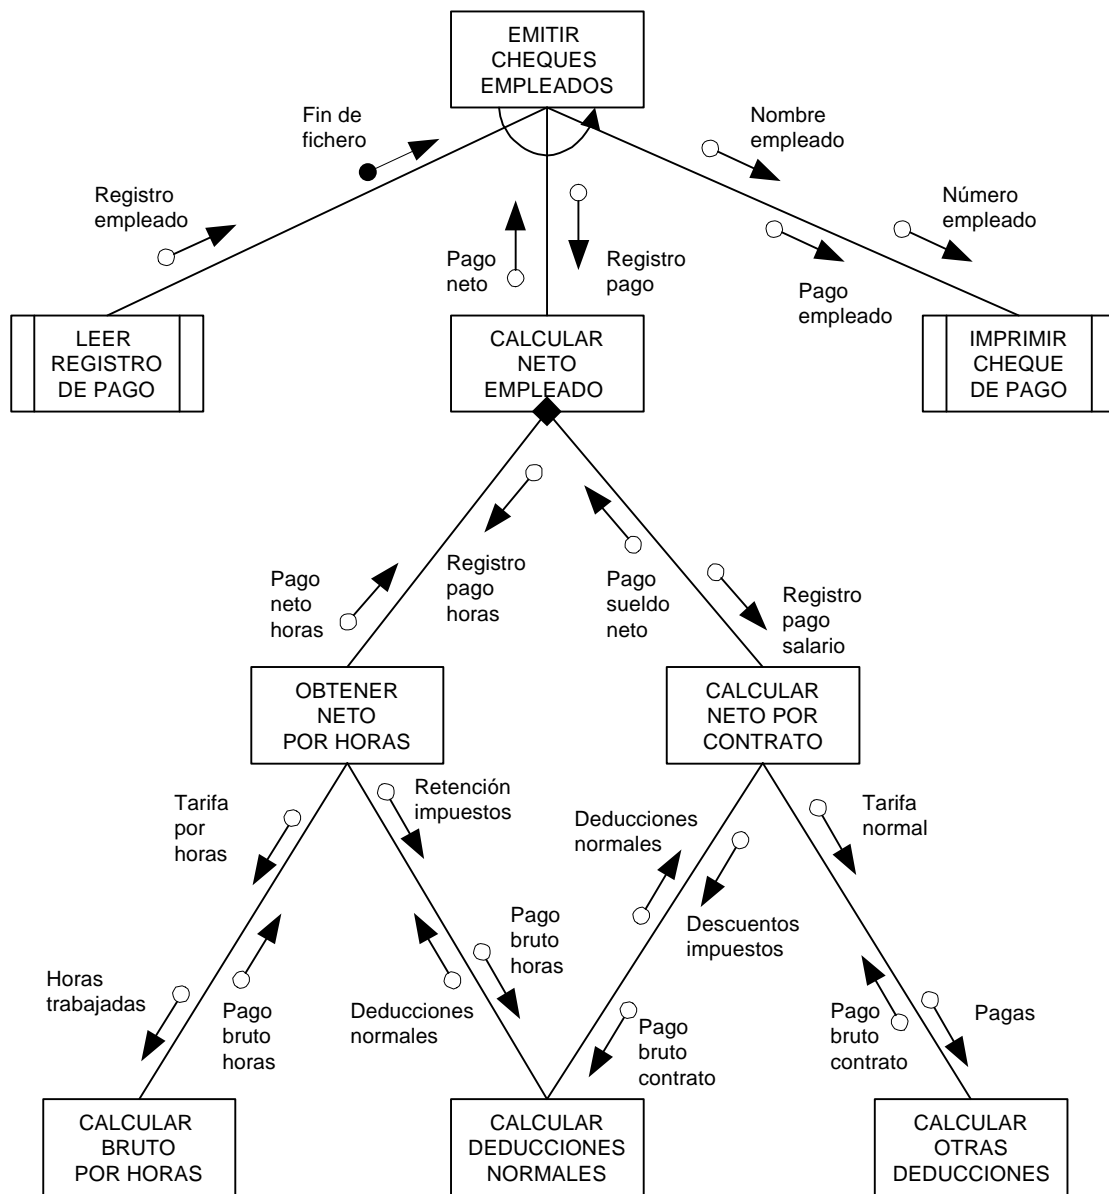 EMITIR
CHEQUES
EMPLEADOS
Fin de
fichero
Nombre
empleado
Registro
empleado
Número
empleado
Pago
neto
Registro
pago
Pago
empleado
LEER
REGISTRO
DE PAGO
CALCULAR
NETO
EMPLEADO
IMPRIMIR
CHEQUE
DE PAGO
Pago
neto
horas
Registro
pago
horas
Pago
sueldo
neto
Registro
pago
salario
OBTENER
NETO
POR HORAS
CALCULAR
NETO POR
CONTRATO
Tarifa
por
horas
Retención
impuestos
Deducciones
normales
Tarifa
normal
Horas
trabajadas
Pago
bruto
horas
Deducciones
normales
Pago
bruto
horas
Descuentos
impuestos
Pago
bruto
contrato
Pago
bruto
contrato
Pagas
CALCULAR
BRUTO
POR HORAS
CALCULAR
DEDUCCIONES
NORMALES
CALCULAR
OTRAS
DEDUCCIONES